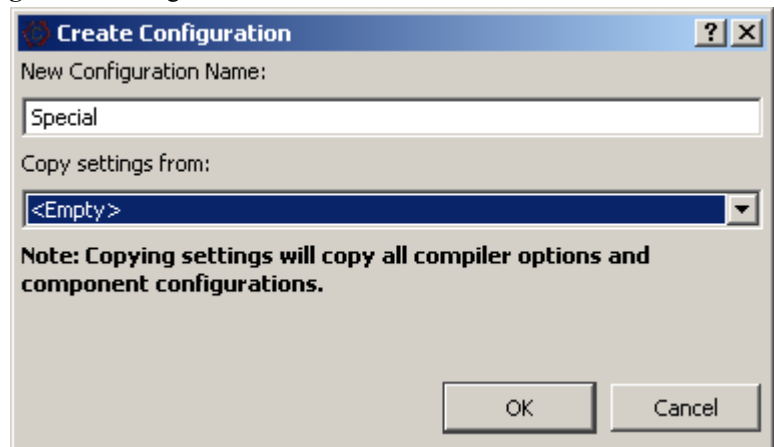 Create Configuration
New Configuration Name:
Special
Copy settings from:
<Empty>
Note: Copying settings will copy all compiler options and
component configurations.
OK Cancel